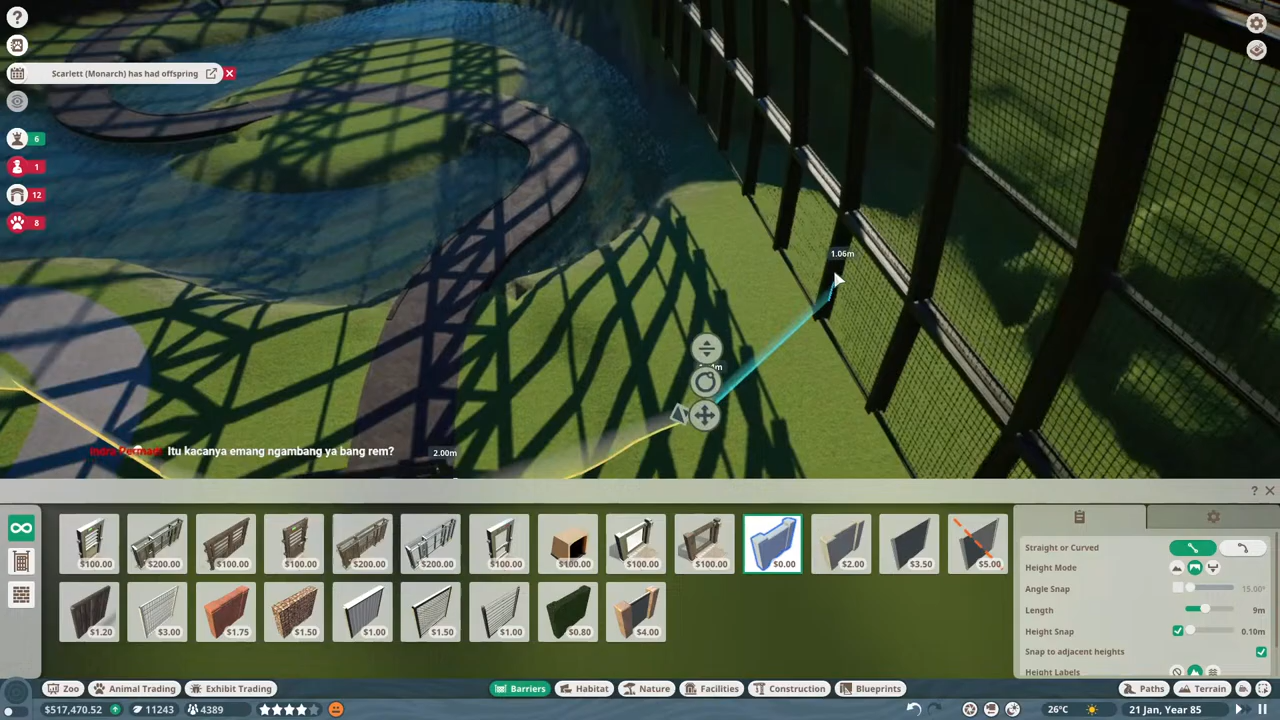 ?
Scarlett (Monarch) has had offspring
6
1
12
8
1.06m
2.00m
Itu kacanya emang ngambang ya bang rem?
?
$100.00 $200.00 $100.00 $100.00 $200.00 $200.00 $100.00 $100.00 $100.00 $100.00 $0.00 $2.00 $3.50 $5.00
$1.20 $3.00 $1.75 $1.50 $1.00 $1.50 $1.00 $0.80 $4.00
Straight or Curved
Height Mode
Angle Snap 15.00°
Length 9m
Height Snap 0.10m
Snap to adjacent heights
Height Labels
Zoo Animal Trading Exhibit Trading Barriers Habitat Nature Facilities Construction Blueprints Paths Terrain
$517,470.52 11243 4389 26°C 21 Jan, Year 85